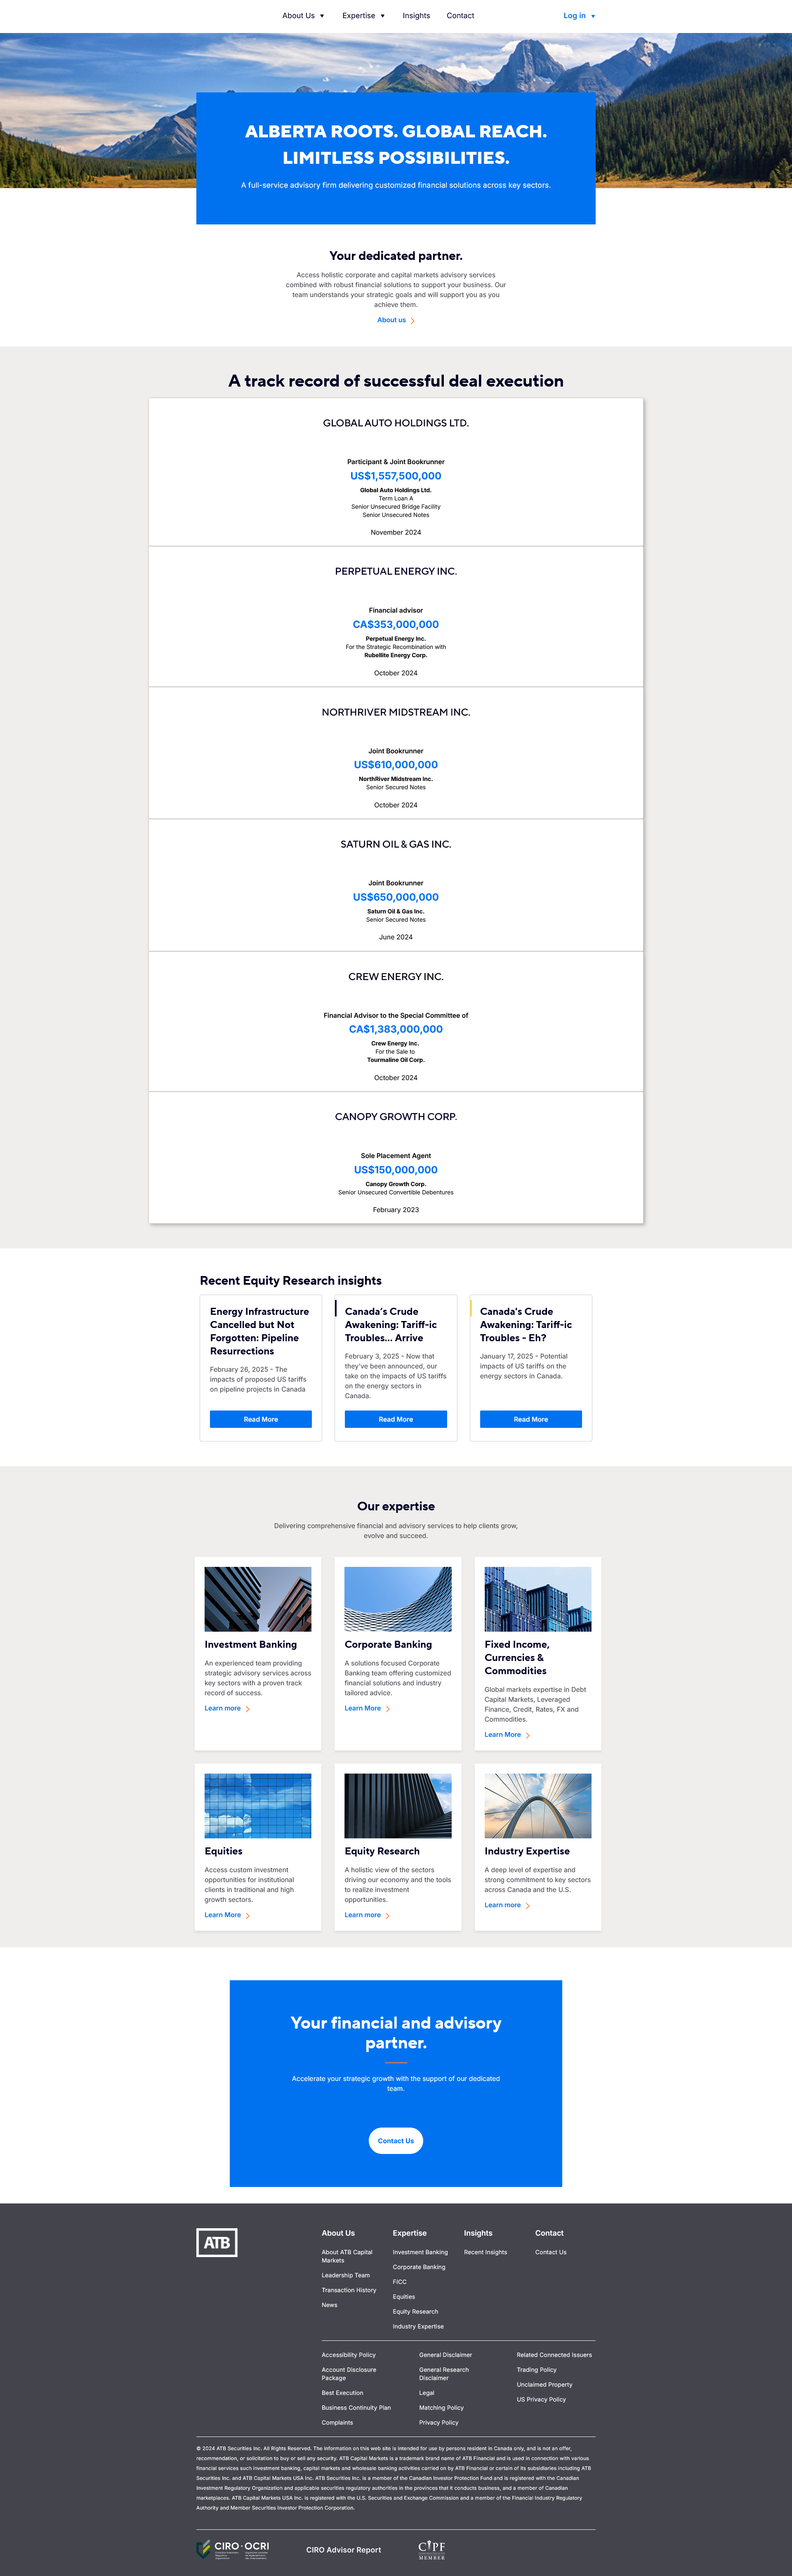 About Us
Expertise
Insights
Contact
Log in
ALBERTA ROOTS. GLOBAL REACH.
LIMITLESS POSSIBILITIES.
A full-service advisory firm delivering customized financial solutions across key sectors.
Your dedicated partner.
Access holistic corporate and capital markets advisory services
combined with robust financial solutions to support your business. Our
team understands your strategic goals and will support you as you
achieve them.
About us
A track record of successful deal execution
GLOBAL AUTO HOLDINGS LTD.
Participant & Joint Bookrunner
US$1,557,500,000
Global Auto Holdings Ltd.
Term Loan A
Senior Unsecured Bridge Facility
Senior Unsecured Notes
November 2024
PERPETUAL ENERGY INC.
Financial advisor
CA$353,000,000
Perpetual Energy Inc.
For the Strategic Recombination with
Rubellite Energy Corp.
October 2024
NORTHRIVER MIDSTREAM INC.
Joint Bookrunner
US$610,000,000
NorthRiver Midstream Inc.
Senior Secured Notes
October 2024
SATURN OIL & GAS INC.
Joint Bookrunner
US$650,000,000
Saturn Oil & Gas Inc.
Senior Secured Notes
June 2024
CREW ENERGY INC.
Financial Advisor to the Special Committee of
CA$1,383,000,000
Crew Energy Inc.
For the Sale to
Tourmaline Oil Corp.
October 2024
CANOPY GROWTH CORP.
Sole Placement Agent
US$150,000,000
Canopy Growth Corp.
Senior Unsecured Convertible Debentures
February 2023
Recent Equity Research insights
Energy Infrastructure
Cancelled but Not
Forgotten: Pipeline
Resurrections
February 26, 2025 - The
impacts of proposed US tariffs
on pipeline projects in Canada
Read More
Canada's Crude
Awakening: Tariff-ic
Troubles... Arrive
February 3, 2025 - Now that
they've been announced, our
take on the impacts of US tariffs
on the energy sectors in
Canada.
Read More
Canada's Crude
Awakening: Tariff-ic
Troubles - Eh?
January 17, 2025 - Potential
impacts of US tariffs on the
energy sectors in Canada.
Read More
Our expertise
Delivering comprehensive financial and advisory services to help clients grow,
evolve and succeed.
Investment Banking
An experienced team providing
strategic advisory services across
key sectors with a proven track
record of success.
Learn more
Corporate Banking
A solutions focused Corporate
Banking team offering customized
financial solutions and industry
tailored advice.
Learn More
Fixed Income,
Currencies &
Commodities
Global markets expertise in Debt
Capital Markets, Leveraged
Finance, Credit, Rates, FX and
Commodities.
Learn More
Equities
Access custom investment
opportunities for institutional
clients in traditional and high
growth sectors.
Learn More
Equity Research
A holistic view of the sectors
driving our economy and the tools
to realize investment
opportunities.
Learn more
Industry Expertise
A deep level of expertise and
strong commitment to key sectors
across Canada and the U.S.
Learn more
Your financial and advisory
partner.
Accelerate your strategic growth with the support of our dedicated
team.
Contact Us
ATB
About Us
About ATB Capital
Markets
Leadership Team
Transaction History
News
Expertise
Investment Banking
Corporate Banking
FICC
Equities
Equity Research
Industry Expertise
Insights
Recent Insights
Contact
Contact Us
Accessibility Policy
Account Disclosure
Package
Best Execution
Business Continuity Plan
Complaints
General Disclaimer
General Research
Disclaimer
Legal
Matching Policy
Privacy Policy
Related Connected Issuers
Trading Policy
Unclaimed Property
US Privacy Policy
© 2024 ATB Securities Inc. All Rights Reserved. The information on this web site is intended for use by persons resident in Canada only, and is not an offer,
recommendation, or solicitation to buy or sell any security. ATB Capital Markets is a trademark brand name of ATB Financial and is used in connection with various
financial services such investment banking, capital markets and wholesale banking activities carried on by ATB Financial or certain of its subsidiaries including ATB
Securities Inc. and ATB Capital Markets USA Inc. ATB Securities Inc. is a member of the Canadian Investor Protection Fund and is registered with the Canadian
Investment Regulatory Organization and applicable securities regulatory authorities in the provinces that it conducts business, and a member of Canadian
marketplaces. ATB Capital Markets USA Inc. is registered with the U.S. Securities and Exchange Commission and a member of the Financial Industry Regulatory
Authority and Member Securities Investor Protection Corporation.
CIRO·OCRI
CIRO Advisor Report
CIPF
MEMBER